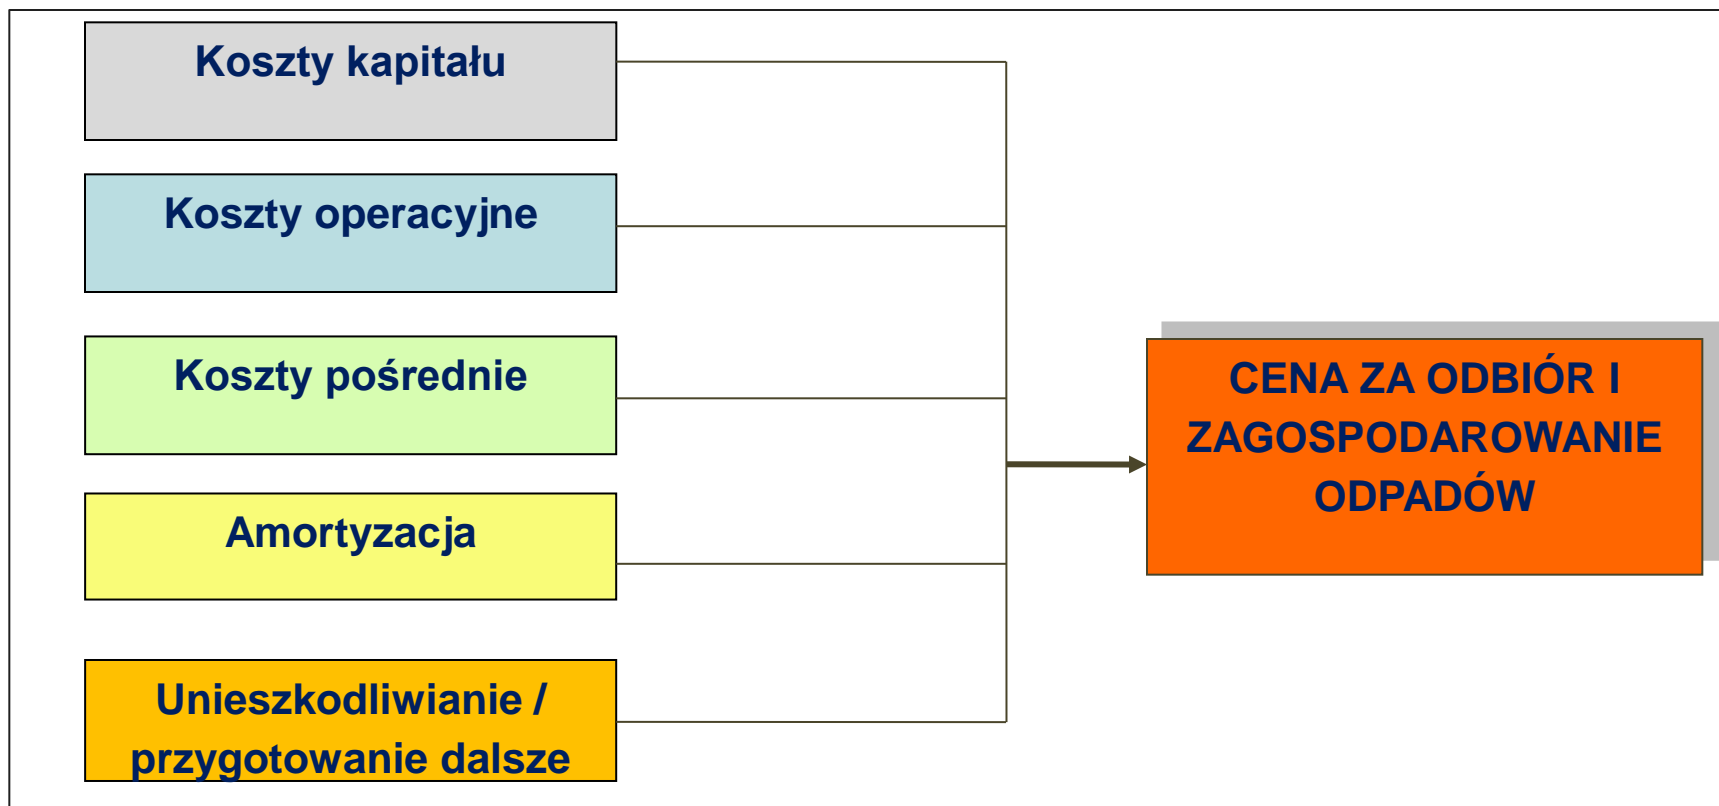 Koszty kapitału
Koszty operacyjne
Koszty pośrednie
Amortyzacja
Unieszkodliwianie /
przygotowanie dalsze
CENA ZA ODBIÓR I
ZAGOSPODAROWANIE
ODPADÓW